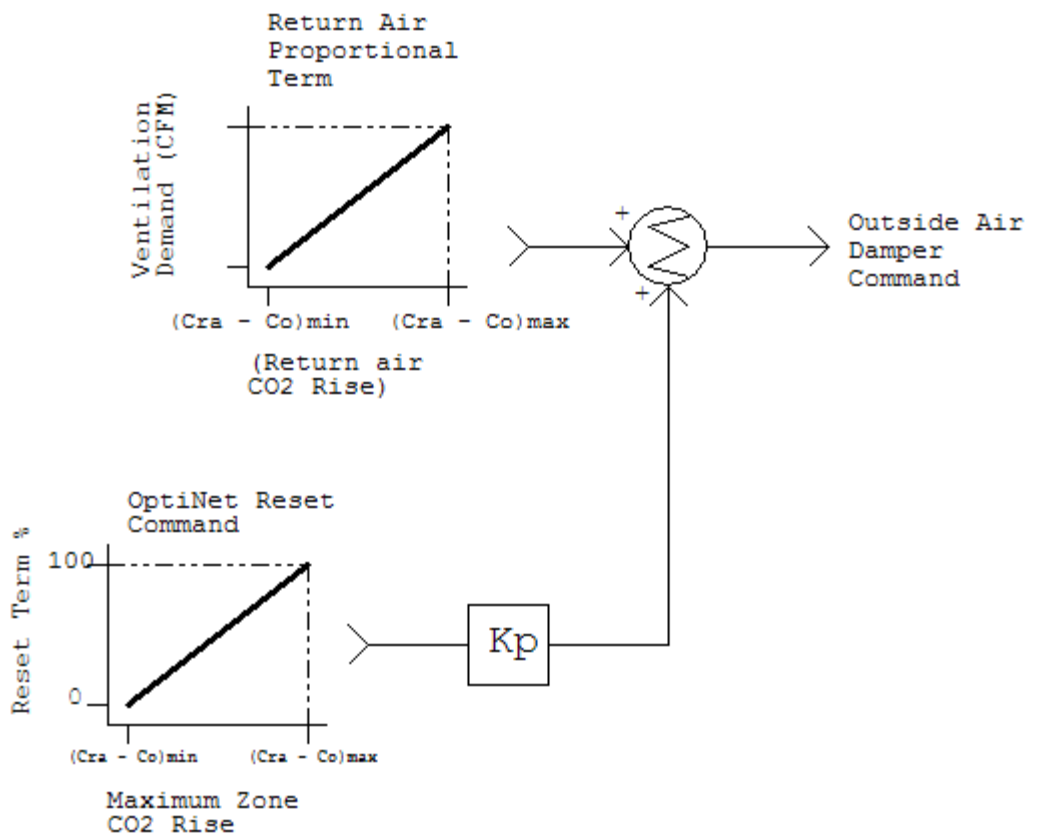 Return Air
Proportional
Term
Ventilation
Demand (CFM)
(Cra - Co)min
(Cra - Co)max
(Return air
CO2 Rise)
+
+
Outside Air
Damper
Command
OptiNet Reset
Command
Reset Term %
100
0
(Cra - Co)min
(Cra - Co)max
Maximum Zone
CO2 Rise
Kp